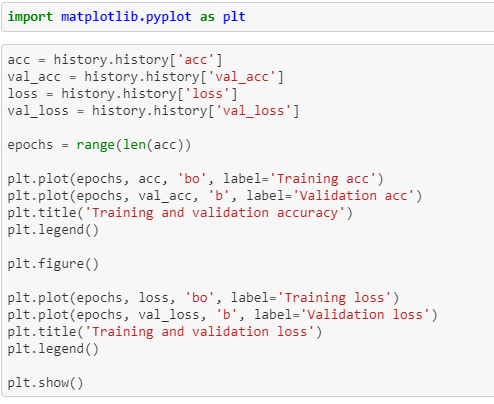 import matplotlib.pyplot as plt
acc = history.history['acc']
val_acc = history.history['val_acc']
loss = history.history['loss']
val_loss = history.history['val_loss']
epochs = range(len(acc))
plt.plot(epochs, acc, 'bo', label='Training acc')
plt.plot(epochs, val_acc, 'b', label='Validation acc')
plt.title('Training and validation accuracy')
plt.legend()
plt.figure()
plt.plot(epochs, loss, 'bo', label='Training loss')
plt.plot(epochs, val_loss, 'b', label='Validation loss')
plt.title('Training and validation loss')
plt.legend()
plt.show()